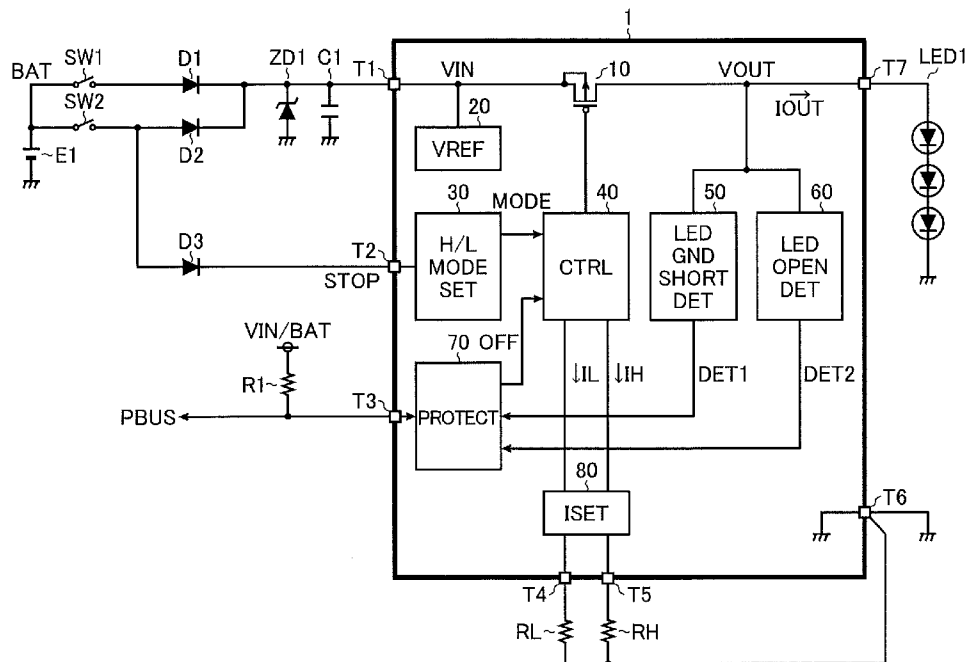 1
BAT
SW1
D1
ZD1
C1
T1
VIN
10
VOUT
T7
LED1
SW2
IOUT
D2
E1
20
VREF
30
MODE
40
50
60
D3
T2
STOP
H/L
MODE
SET
CTRL
LED
GND
SHORT
DET
LED
OPEN
DET
VIN/BAT
70 OFF
↓IL
↓IH
DET1
DET2
R1
T3
PBUS
PROTECT
80
ISET
T6
T4
T5
RL
RH